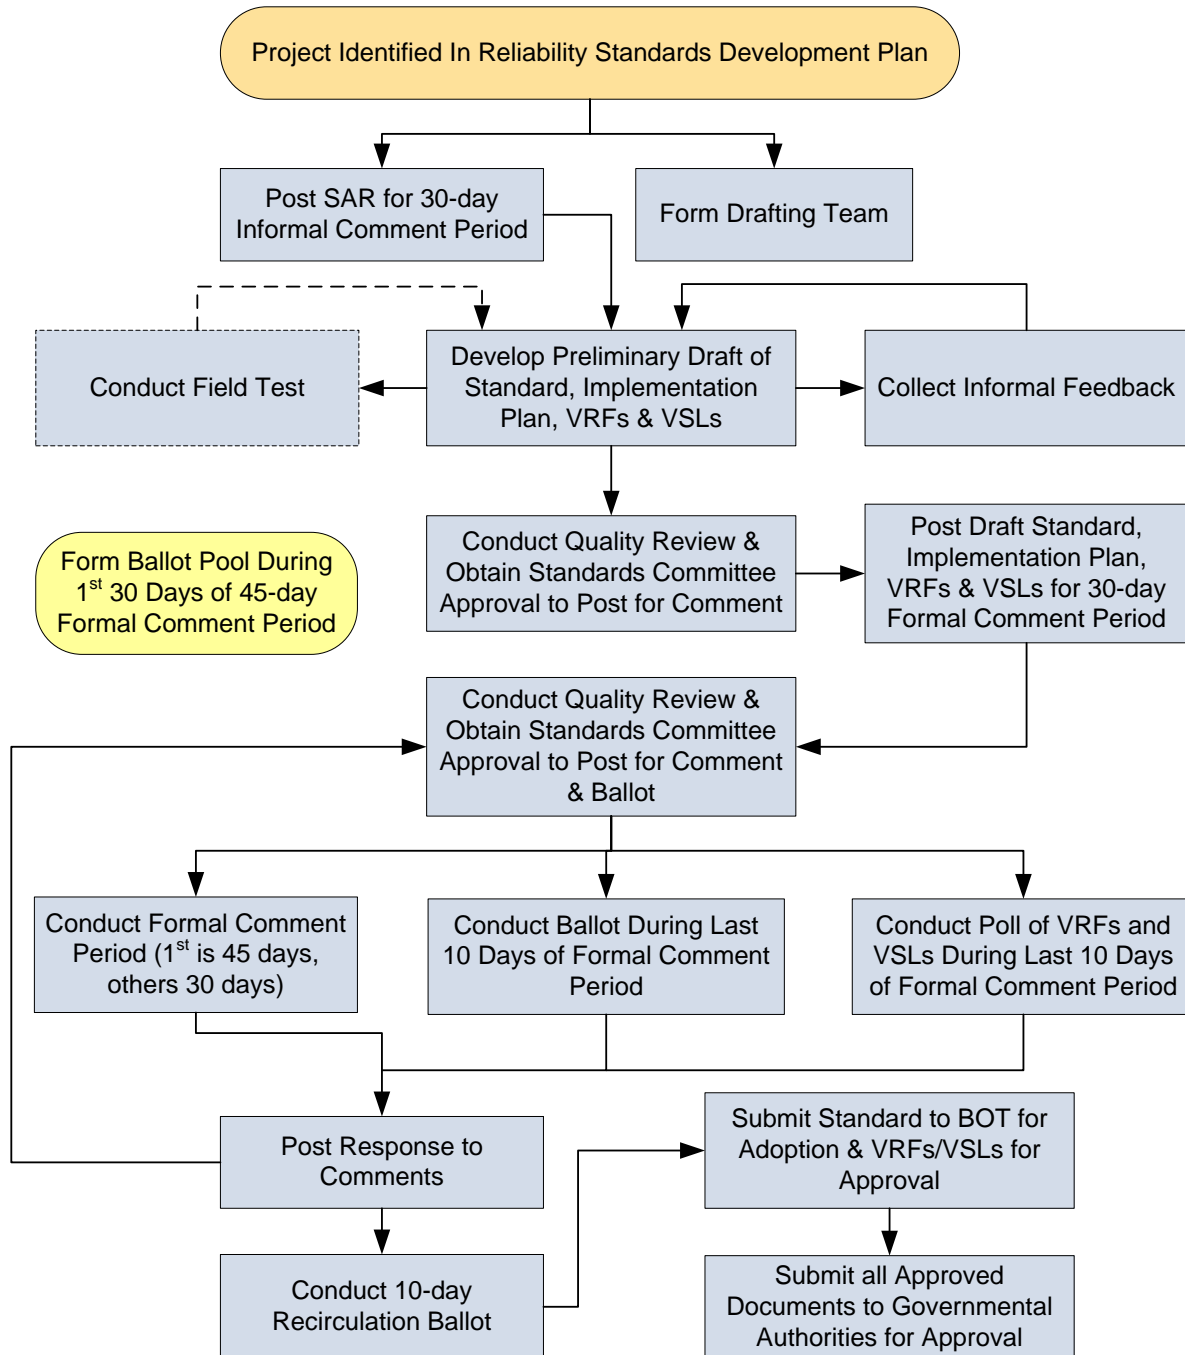 Project Identified In Reliability Standards Development Plan
Post SAR for 30-day
Informal Comment Period
Form Drafting Team
Conduct Field Test
Develop Preliminary Draft of
Standard, Implementation
Plan, VRFs & VSLs
Collect Informal Feedback
Form Ballot Pool During
1st 30 Days of 45-day
Formal Comment Period
Conduct Quality Review &
Obtain Standards Committee
Approval to Post for Comment
Post Draft Standard,
Implementation Plan,
VRFs & VSLs for 30-day
Formal Comment Period
Conduct Quality Review &
Obtain Standards Committee
Approval to Post for Comment
& Ballot
Conduct Formal Comment
Period (1st is 45 days,
others 30 days)
Conduct Ballot During Last
10 Days of Formal Comment
Period
Conduct Poll of VRFs and
VSLs During Last 10 Days
of Formal Comment Period
Post Response to
Comments
Submit Standard to BOT for
Adoption & VRFs/VSLs for
Approval
Conduct 10-day
Recirculation Ballot
Submit all Approved
Documents to Governmental
Authorities for Approval